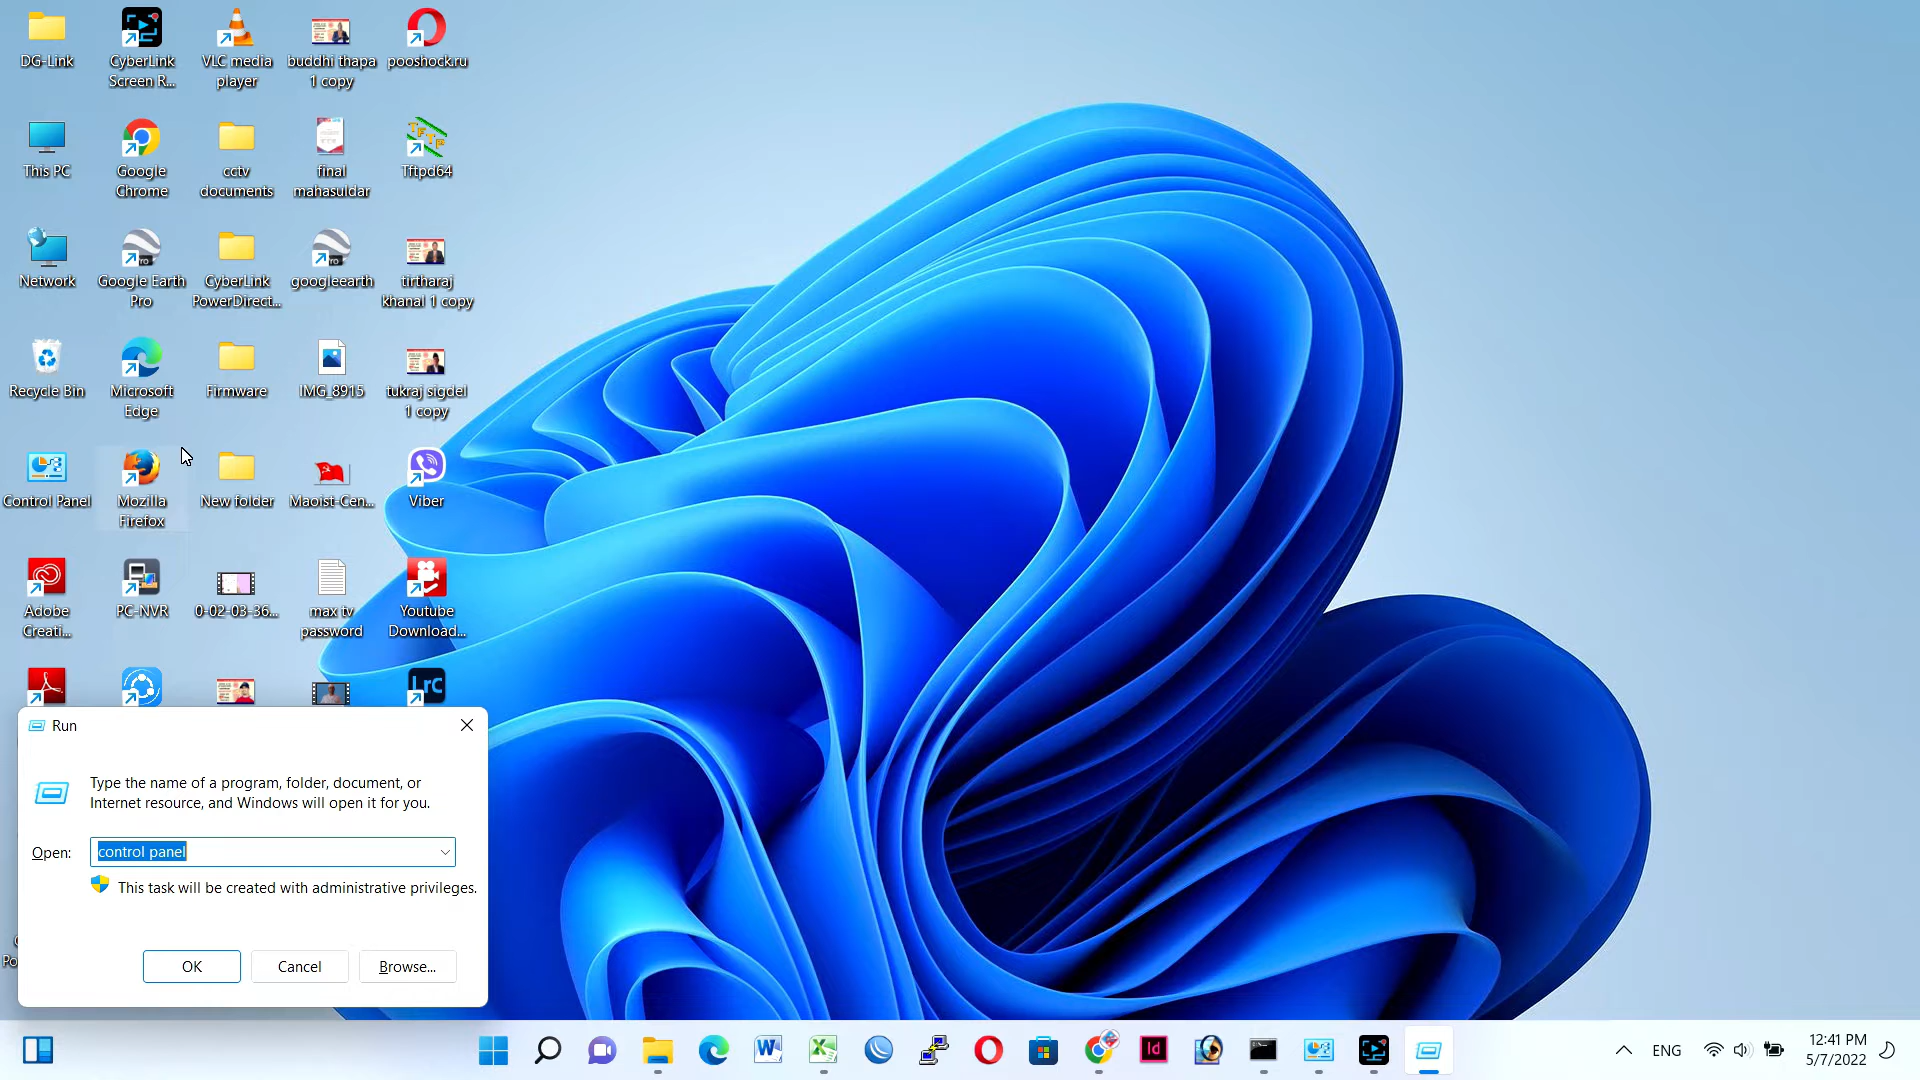 DG-Link
CyberLink
Screen R...
VLC media
player
buddhi thapa
1 copy
pooshock.ru
This PC
Google
Chrome
cctv
documents
final
mahasuldar
TFTP
Tftpd64
Network
Google Earth
Pro
CyberLink
PowerDirect...
googleearth
tirtharaj
khanal 1 copy
Recycle Bin
Microsoft
Edge
Firmware
IMG_8915
tukraj sigdel
1 copy
Control Panel
Mozilla
Firefox
New folder
Maoist-Cen...
Viber
Adobe
Creati...
PC-NVR
0-02-03-36...
max tv
password
Youtube
Download...
LrC
Run
Type the name of a program, folder, document, or
Internet resource, and Windows will open it for you.
Open:
control panel
This task will be created with administrative privileges.
OK
Cancel
Browse...
Id
ENG
12:41 PM
5/7/2022